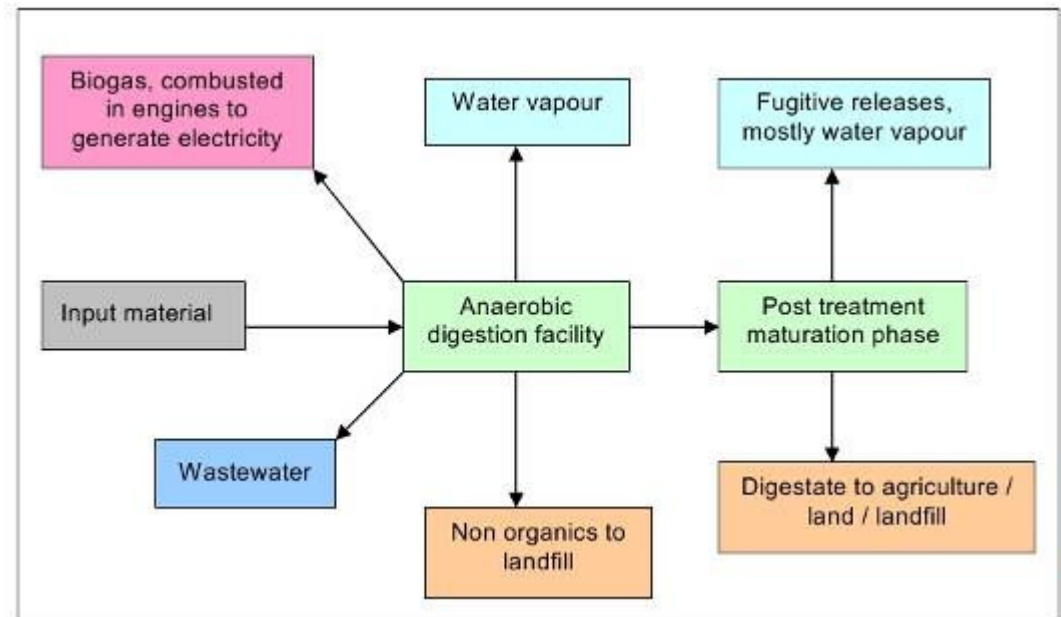 Biogas, combusted
in engines to
generate electricity
Water vapour
Fugitive releases,
mostly water vapour
Input material
Anaerobic
digestion facility
Post treatment
maturation phase
Wastewater
Non organics to
landfill
Digestate to agriculture /
land / landfill